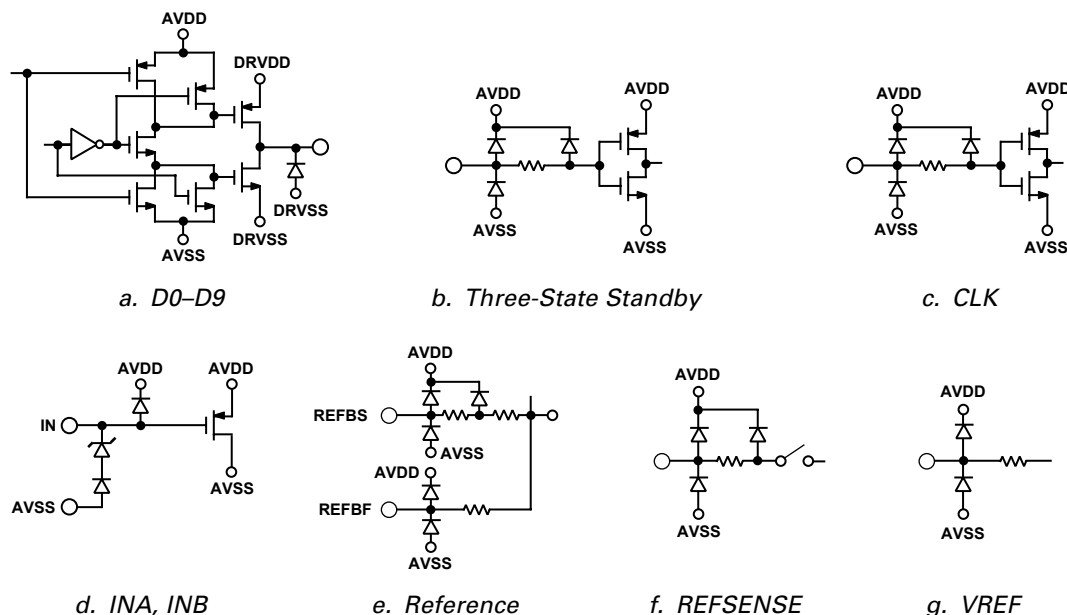 AVDD
DRVDD
DRVSS
AVSS
DRVSS
a. D0–D9
AVDD
AVDD
AVSS
AVSS
b. Three-State Standby
AVDD
AVDD
AVSS
AVSS
c. CLK
AVDD
AVDD
IN
AVSS
AVSS
d. INA, INB
AVDD
REFBS
AVSS
AVDD
REFBF
AVSS
e. Reference
AVDD
AVSS
f. REFSENSE
AVDD
AVSS
g. VREF